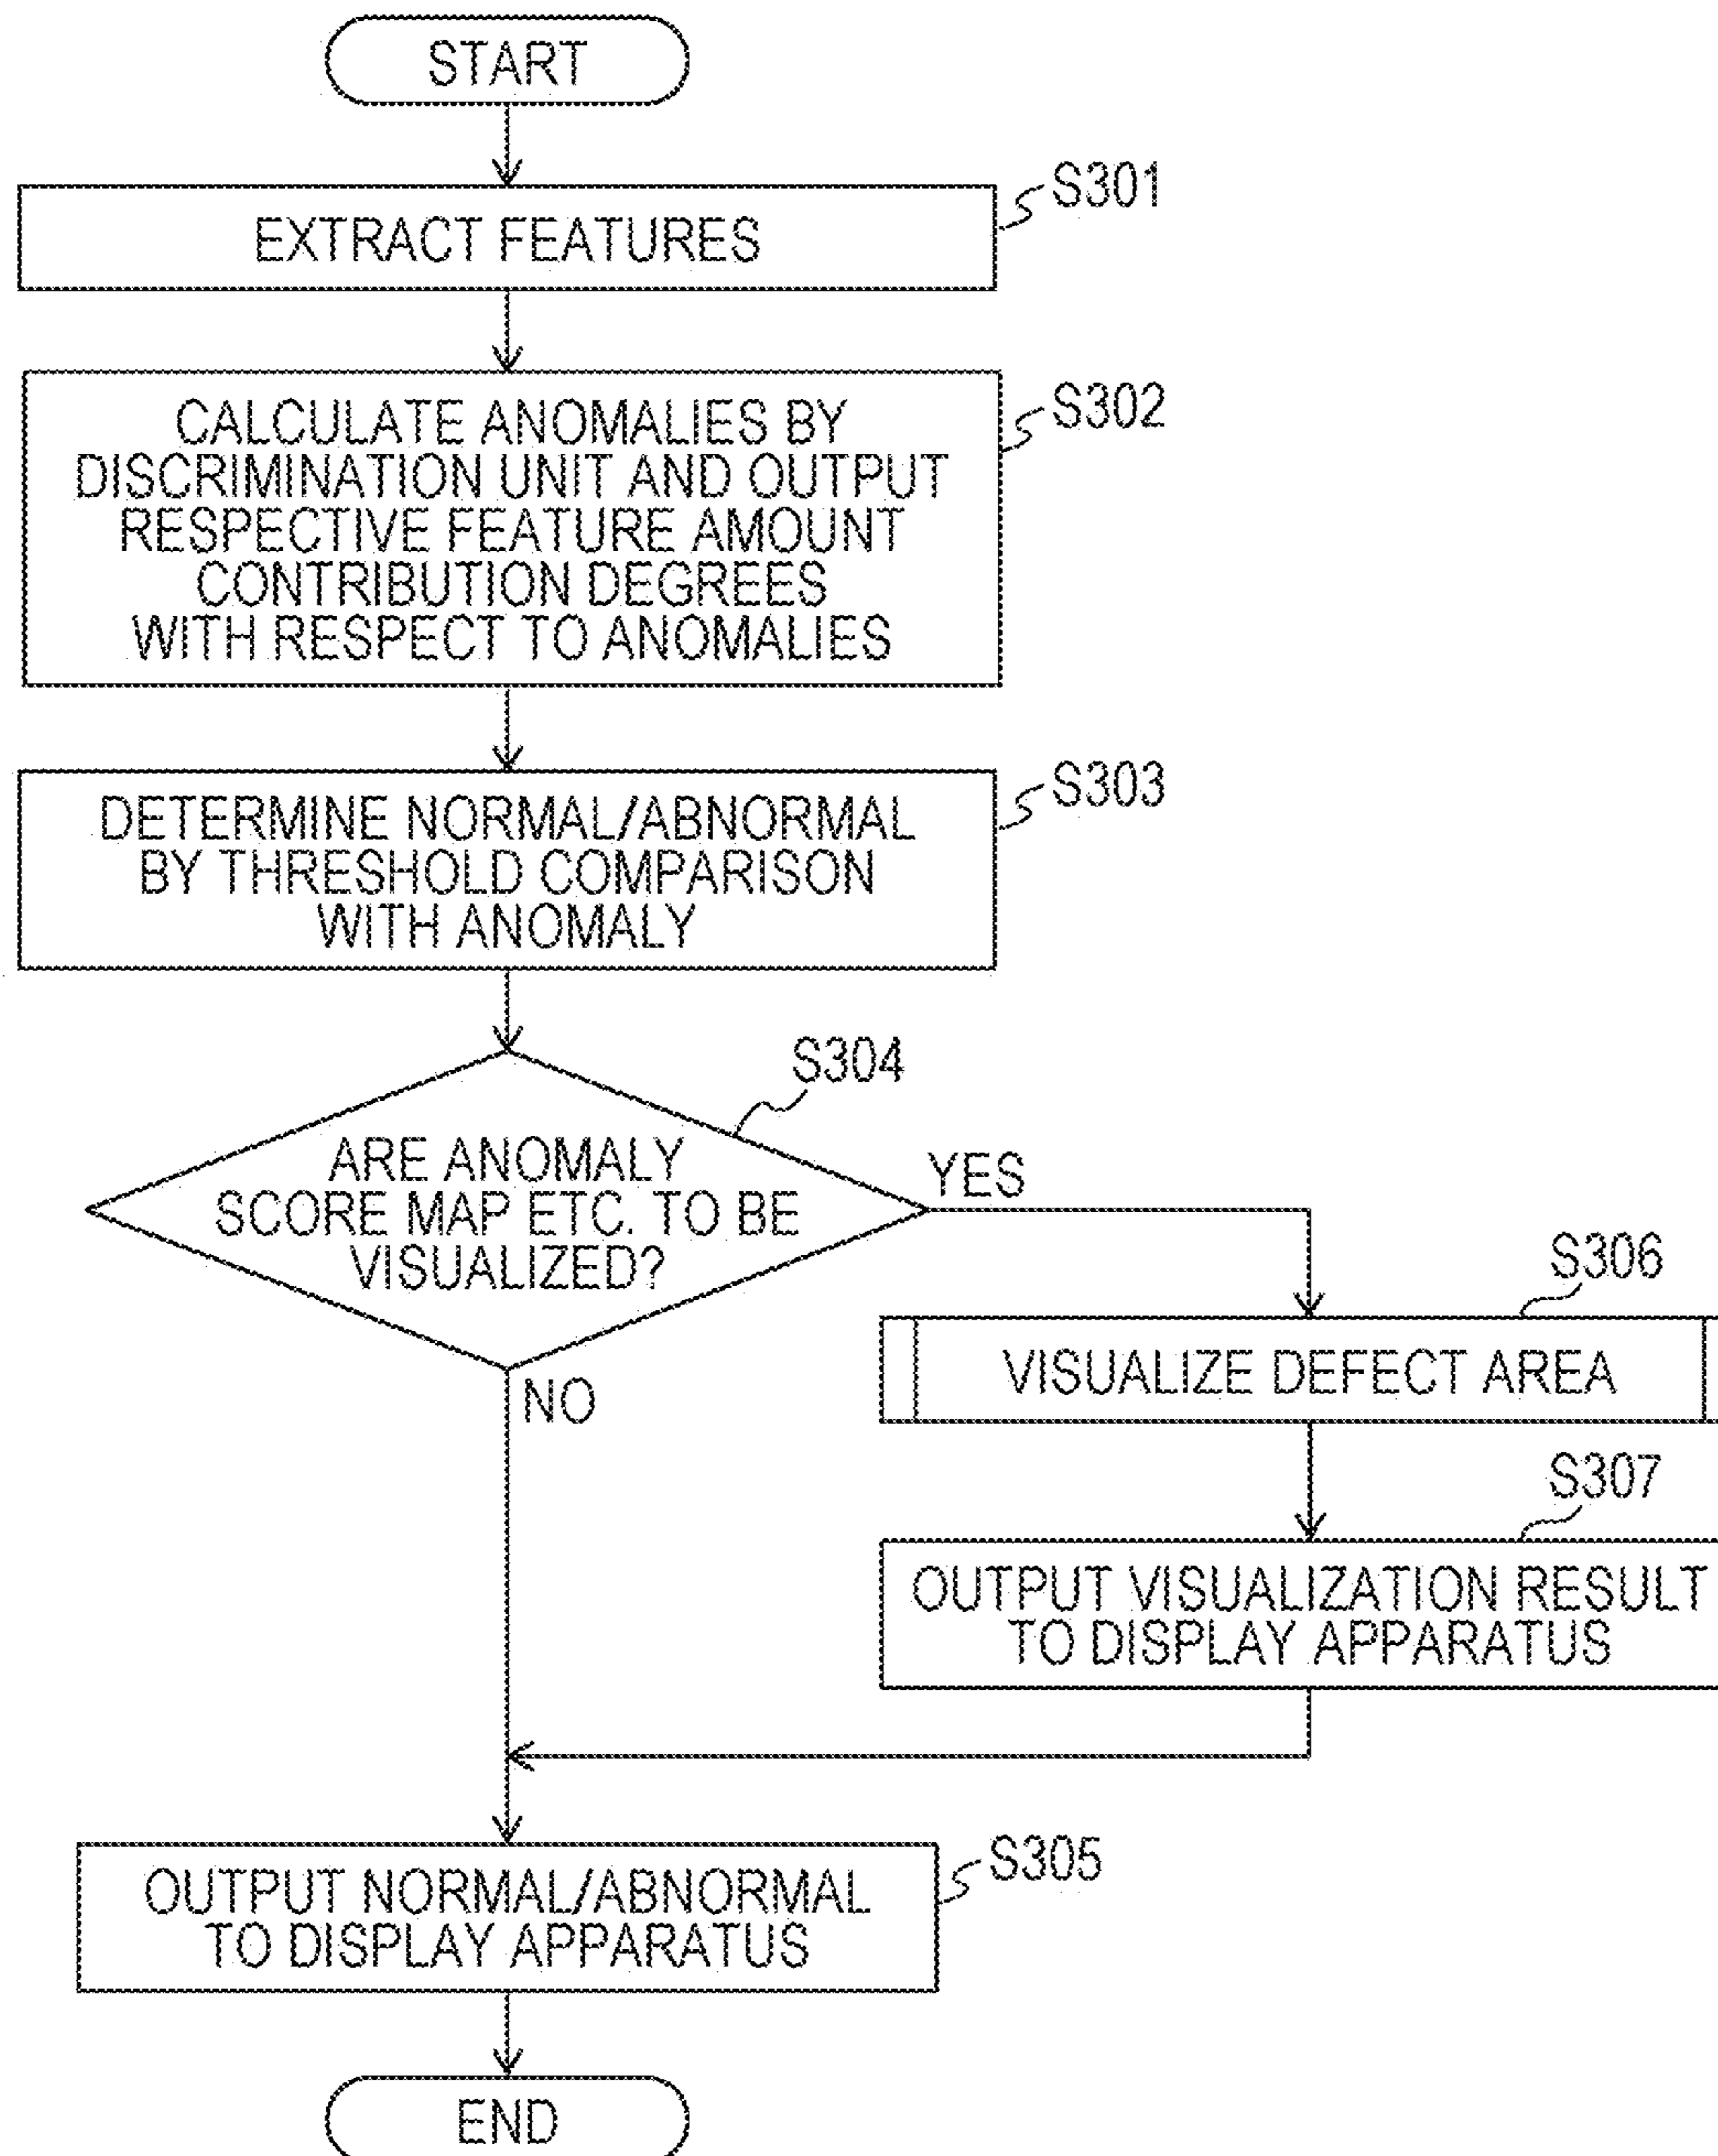 START
S301
EXTRACT FEATURES
S302
CALCULATE ANOMALIES BY
DISCRIMINATION UNIT AND OUTPUT
RESPECTIVE FEATURE AMOUNT
CONTRIBUTION DEGREES
WITH RESPECT TO ANOMALIES
S303
DETERMINE NORMAL/ABNORMAL
BY THRESHOLD COMPARISON
WITH ANOMALY
S304
ARE ANOMALY
SCORE MAP ETC. TO BE
VISUALIZED?
YES
NO
S306
VISUALIZE DEFECT AREA
S307
OUTPUT VISUALIZATION RESULT
TO DISPLAY APPARATUS
S305
OUTPUT NORMAL/ABNORMAL
TO DISPLAY APPARATUS
END